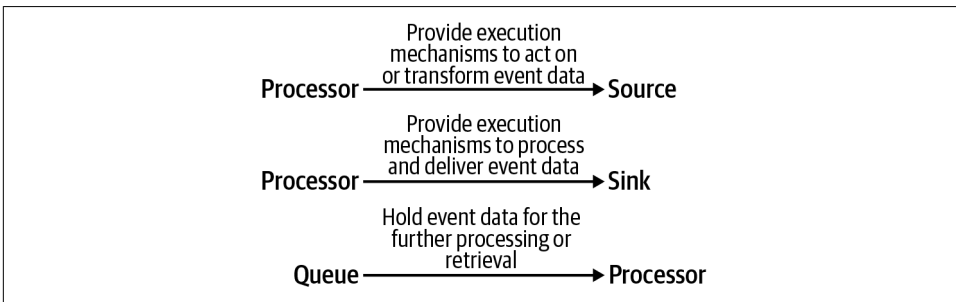 Provide execution
mechanisms to act on
or transform event data
Processor Source
Provide execution
mechanisms to process
and deliver event data
Processor Sink
Hold event data for the
further processing or
retrieval
Queue Processor